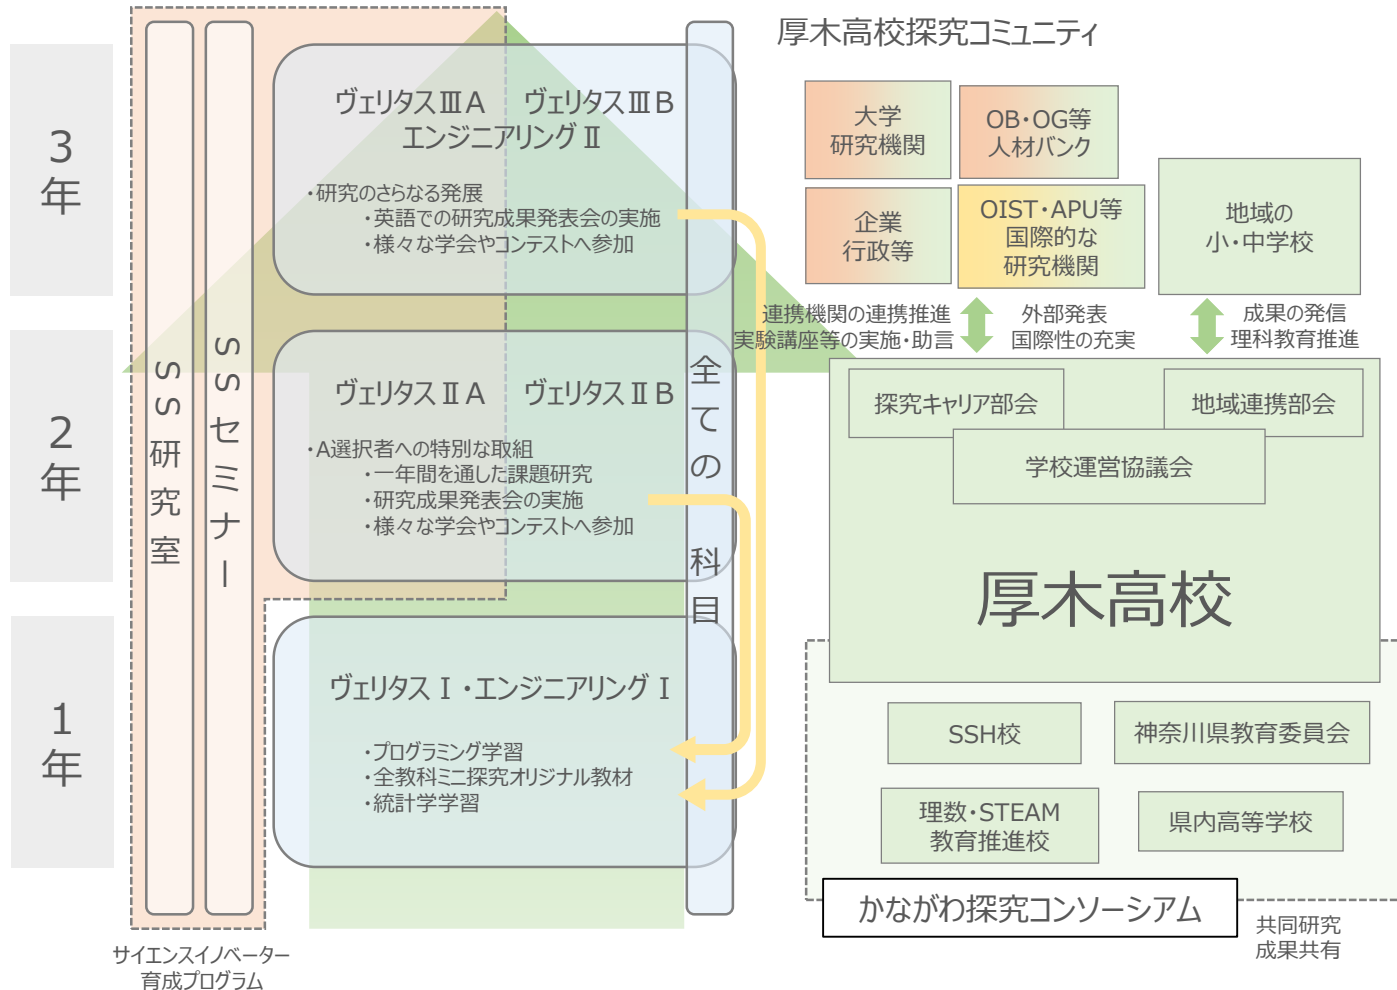 3年
2年
1年
SS研究室
SSセミナー
サイエンスイノベーター
育成プログラム
ヴェリタスⅢA
ヴェリタスⅢB
エンジニアリングⅡ
・研究のさらなる発展
・英語での研究成果発表会の実施
・様々な学会やコンテストへ参加
ヴェリタスⅡA
ヴェリタスⅡB
・A選択者への特別な取組
・一年間を通した課題研究
・研究成果発表会の実施
・様々な学会やコンテストへ参加
ヴェリタスⅠ・エンジニアリングⅠ
・プログラミング学習
・全教科ミニ探究オリジナル教材
・統計学学習
全ての科目
厚木高校探究コミュニティ
大学
研究機関
OB・OG等
人材バンク
企業
行政等
OIST・APU等
国際的な
研究機関
地域の
小・中学校
連携機関の連携推進
実験講座等の実施・助言
外部発表
国際性の充実
成果の発信
理科教育推進
探究キャリア部会
地域連携部会
学校運営協議会
厚木高校
SSH校
神奈川県教育委員会
理数・STEAM
教育推進校
県内高等学校
かながわ探究コンソーシアム
共同研究
成果共有